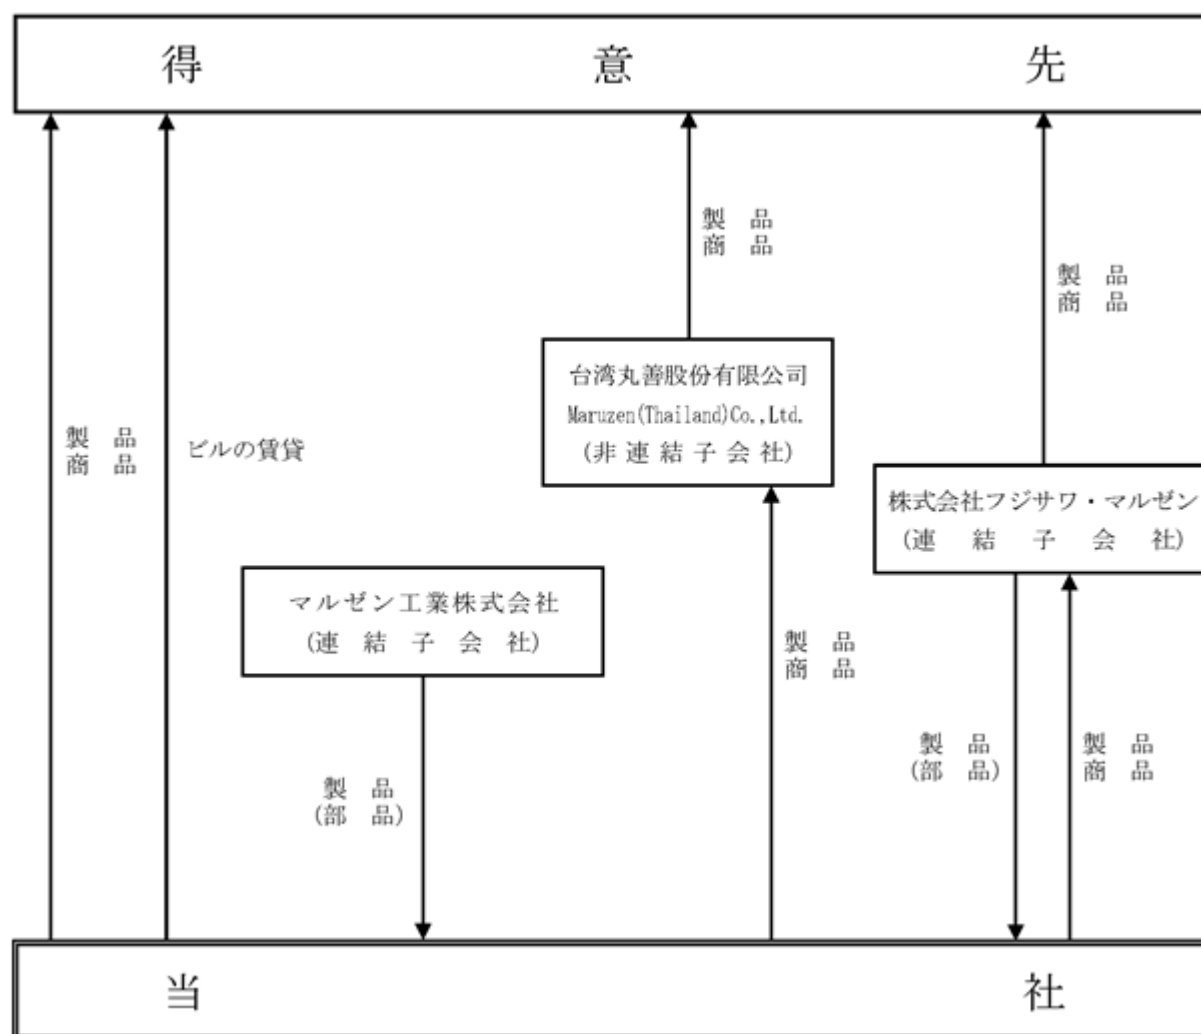 得意先
製品
商品
製品
商品
台湾丸善股份有限公司
Maruzen(Thailand)Co.,Ltd.
(非連結子会社)
製品
商品
ビルの賃貸
株式会社フジサワ・マルゼン
(連結子会社)
マルゼン工業株式会社
(連結子会社)
製品
商品
製品
(部品)
製品
商品
製品
(部品)
当社